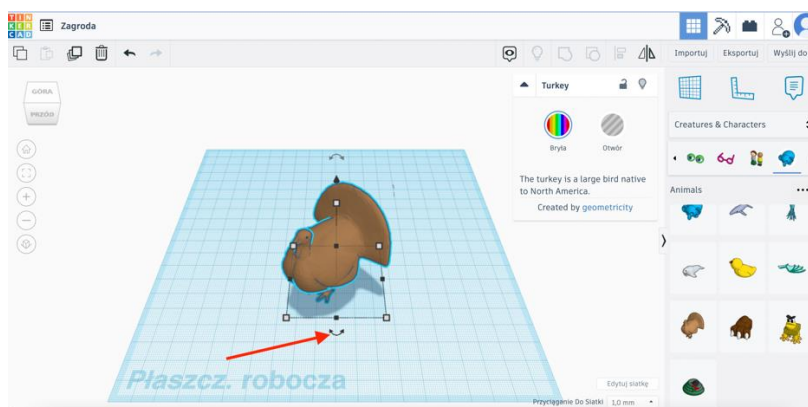 TIN
KER
CAD
Zagroda
Importuj Eksportuj Wyślij do
GÓRA
PRZÓD
Turkey
Bryła Otwór
The turkey is a large bird native
to North America.
Created by geometricity
Creatures & Characters
Animals
Płaszcz. robocza
Edytuj siatkę
Przyciąganie Do Siatki 1,0 mm